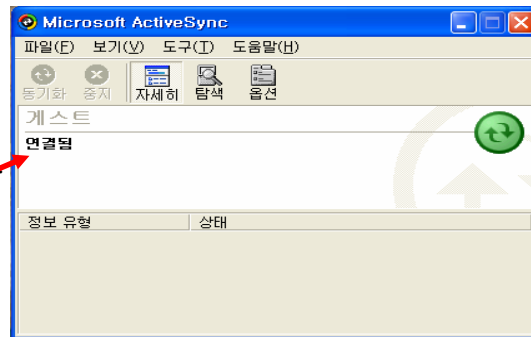 Microsoft ActiveSync
파일(F) 보기(V) 도구(T) 도움말(H)
동기화 중지 자세히 탐색 옵션
게스트
연결됨
정보 유형 상태